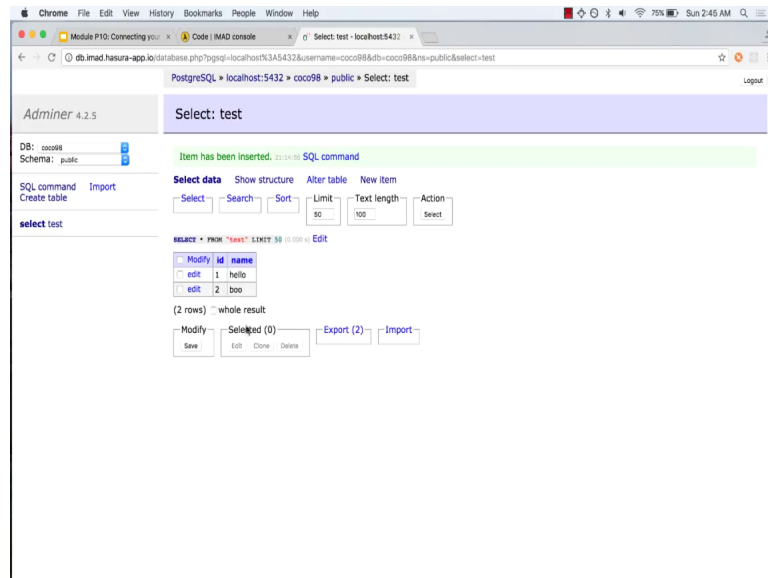 Chrome File Edit View History Bookmarks People Window Help 75% Sun 2:45 AM
Module P10: Connecting your × Code | IMAD console × Select: test - localhost:5432 ×
db.imad.hasura-app.io/database.php?pgsql=localhost%3A5432&username=coco98&db=coco98&ns=public&select=test
PostgreSQL » localhost:5432 » coco98 » public » Select: test
Logout
Adminer 4.2.5
Select: test
DB: coco98
Schema: public
Item has been inserted. 21:14:56 SQL command
SQL command Import
Create table
select test
Select data Show structure Alter table New item
Select Search Sort Limit Text length Action
50 100 Select
SELECT * FROM "test" LIMIT 50 (0.000 s) Edit
Modify id name
edit 1 hello
edit 2 boo
(2 rows) whole result
Modify Selected (0) Export (2) Import
Save Edit Clone Delete